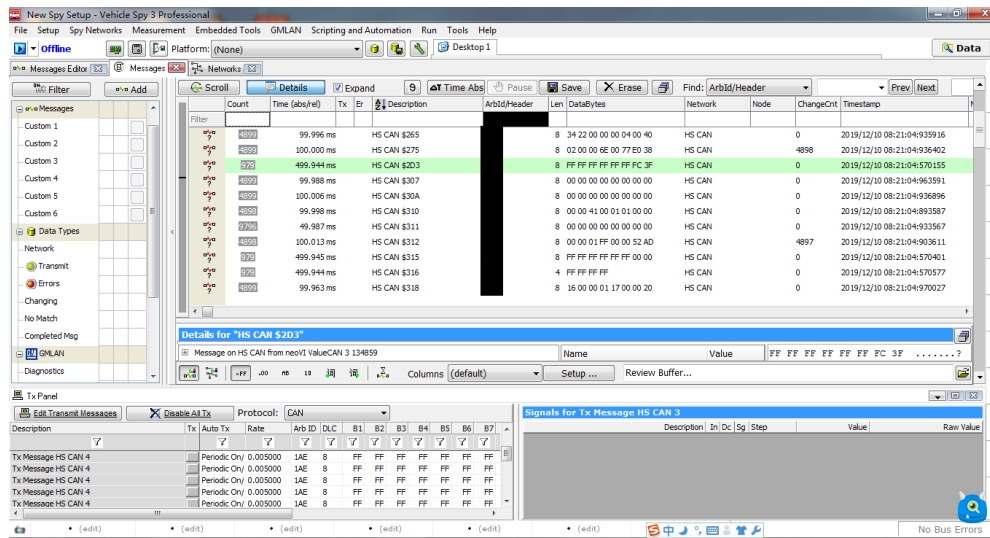 New Spy Setup - Vehicle Spy 3 Professional
File Setup Spy Networks Measurement Embedded Tools GMLAN Scripting and Automation Run Tools Help
Offline Platform: (None) Desktop 1 Data
Messages Editor Messages Networks
Filter Add Scroll Details Expand 9 ΔT Time Abs Pause Save Erase Find: ArbId/Header Prev Next
Count Time (abs/rel) Tx Er Description ArbId/Header Len DataBytes Network Node ChangeCnt Timestamp
Messages
Custom 1
Custom 2
Custom 3
Custom 4
Custom 5
Custom 6
Data Types
Network
Transmit
Errors
Changing
No Match
Completed Msg
GMLAN
Diagnostics
Filter
4899 99.996 ms HS CAN $265 8 34 22 00 00 00 04 00 40 HS CAN 0 2019/12/10 08:21:04:935916
4899 100.000 ms HS CAN $275 8 02 00 00 6E 00 77 E0 38 HS CAN 4898 2019/12/10 08:21:04:936402
979 499.944 ms HS CAN $2D3 8 FF FF FF FF FF FF FC 3F HS CAN 0 2019/12/10 08:21:04:570155
4899 99.988 ms HS CAN $307 8 00 00 00 00 00 00 00 00 HS CAN 0 2019/12/10 08:21:04:963591
4899 100.006 ms HS CAN $30A 8 00 00 00 00 00 00 00 00 HS CAN 0 2019/12/10 08:21:04:936896
4898 99.998 ms HS CAN $310 8 00 00 41 00 01 01 00 00 HS CAN 0 2019/12/10 08:21:04:893587
9796 49.987 ms HS CAN $311 8 00 00 00 00 00 00 00 00 HS CAN 0 2019/12/10 08:21:04:933567
4898 100.013 ms HS CAN $312 8 00 00 01 FF 00 00 52 AD HS CAN 4897 2019/12/10 08:21:04:903611
979 499.945 ms HS CAN $315 8 FF FF FF FF FF FF 00 00 HS CAN 0 2019/12/10 08:21:04:570401
979 499.944 ms HS CAN $316 4 FF FF FF FF HS CAN 0 2019/12/10 08:21:04:570577
4899 99.963 ms HS CAN $318 8 16 00 00 01 17 00 00 20 HS CAN 0 2019/12/10 08:21:04:970027
Details for "HS CAN $2D3"
Message on HS CAN from neoVI ValueCAN 3 134859 Name Value FF FF FF FF FF FF FC 3F .......?
Columns (default) Setup ... Review Buffer...
Tx Panel
Edit Transmit Messages Disable All Tx Protocol: CAN
Signals for Tx Message HS CAN 3
Description Tx Auto Tx Rate Arb ID DLC B1 B2 B3 B4 B5 B6 B7
Description In Dc Sg Step Value Raw Value
Tx Message HS CAN 4 Periodic On/ 0.005000 1AE 8 FF FF FF FF FF FF FF
Tx Message HS CAN 4 Periodic On/ 0.005000 1AE 8 FF FF FF FF FF FF FF
Tx Message HS CAN 4 Periodic On/ 0.005000 1AE 8 FF FF FF FF FF FF FF
Tx Message HS CAN 4 Periodic On/ 0.005000 1AE 8 FF FF FF FF FF FF FF
Tx Message HS CAN 4 Periodic On/ 0.005000 1AE 8 FF FF FF FF FF FF FF
(edit) (edit) (edit) (edit) (edit) (edit) 中 No Bus Errors